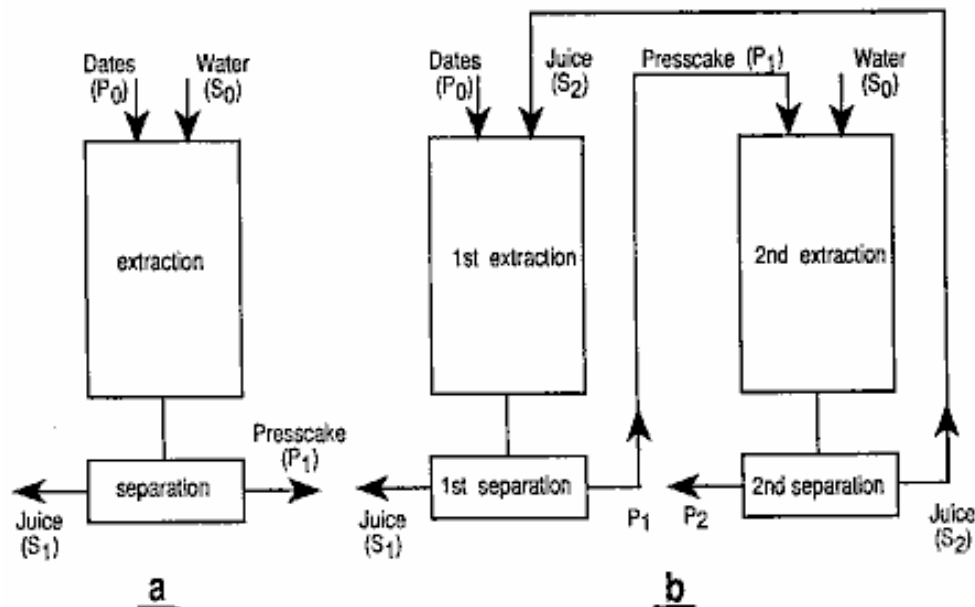 Dates
(P0)
Water
(S0)
extraction
separation
Presscake
(P1)
Juice
(S1)
a
Dates
(P0)
Juice
(S2)
Presscake (P1)
Water
(S0)
1st extraction
2nd extraction
1st separation
2nd separation
Juice
(S1)
P1
P2
Juice
(S2)
b